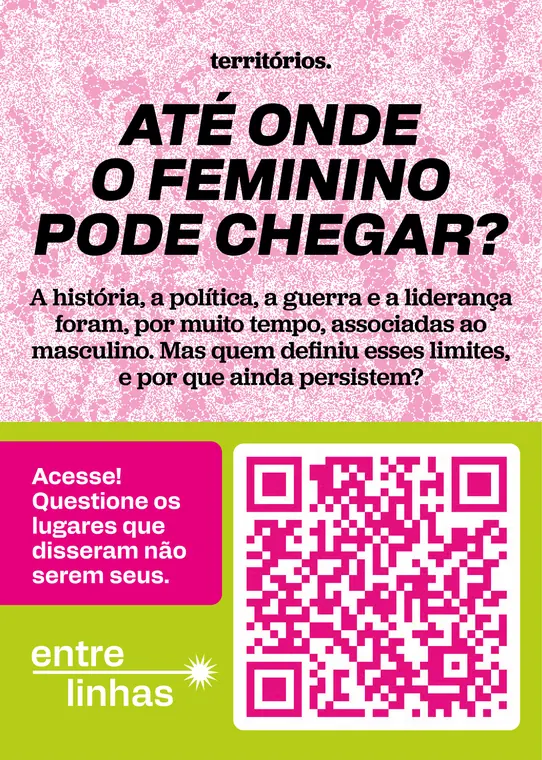 territórios.
ATÉ ONDE
O FEMININO
PODE CHEGAR?
A história, a política, a guerra e a liderança
foram, por muito tempo, associadas ao
masculino. Mas quem definiu esses limites,
e por que ainda persistem?
Acesse!
Questione os
lugares que
disseram não
serem seus.
entre
linhas